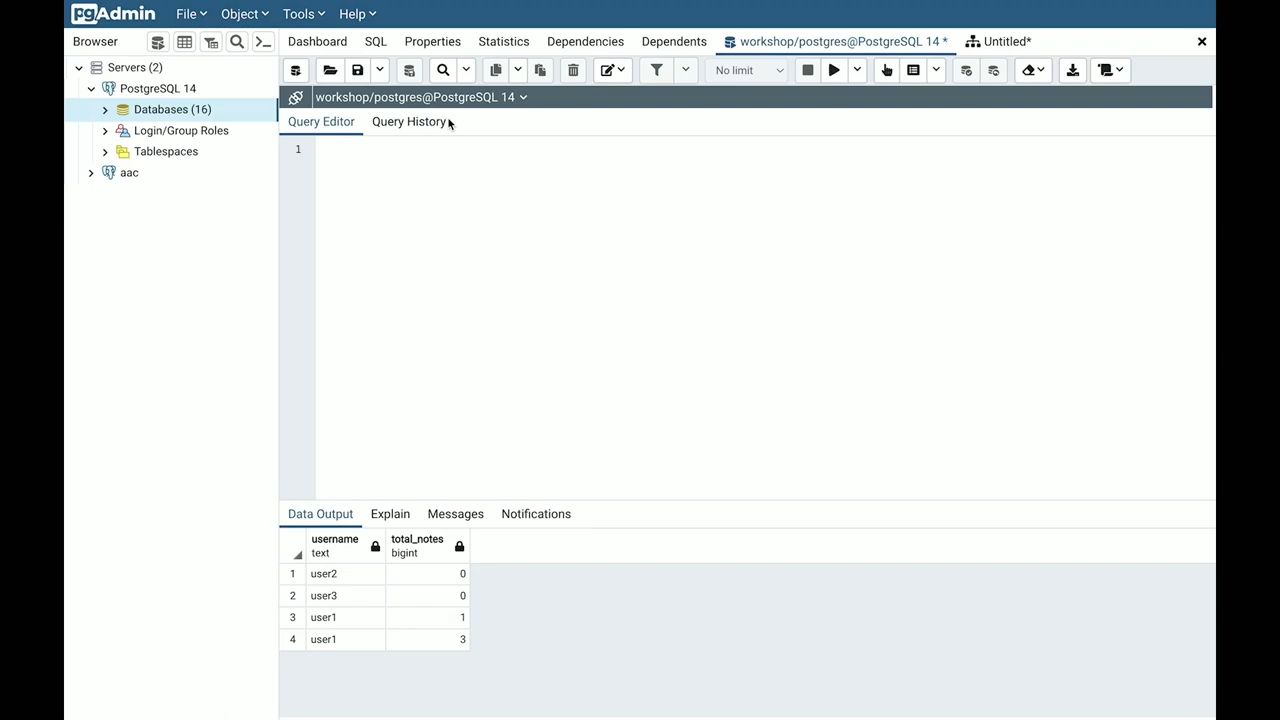 pgAdmin File Object Tools Help
Browser Dashboard SQL Properties Statistics Dependencies Dependents workshop/postgres@PostgreSQL 14 * Untitled*
Servers (2)
PostgreSQL 14
Databases (16)
Login/Group Roles
Tablespaces
aac
No limit
workshop/postgres@PostgreSQL 14
Query Editor Query History
1
Data Output Explain Messages Notifications
username total_notes
text bigint
1 user2 0
2 user3 0
3 user1 1
4 user1 3